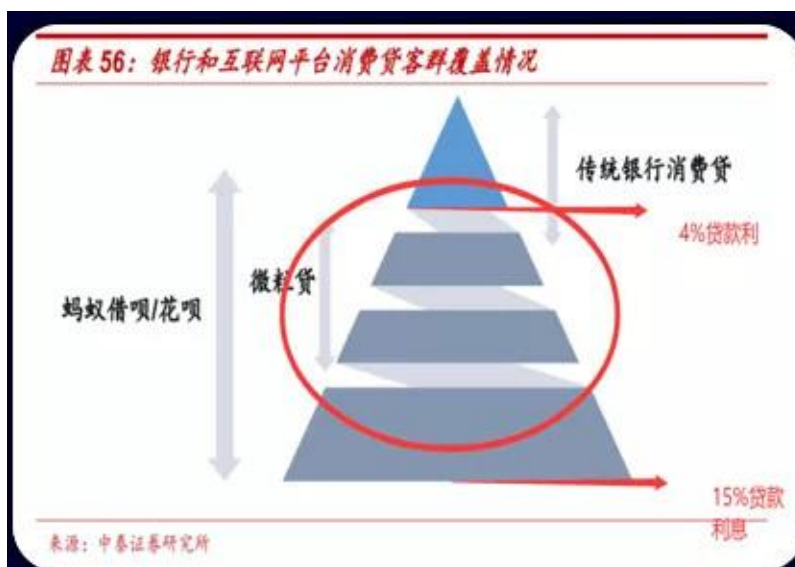 图表 56：银行和互联网平台消费贷客群覆盖情况
传统银行消费贷
4%贷款利
微粒贷
蚂蚁借呗/花呗
15%贷款
利息
来源：中泰证券研究所